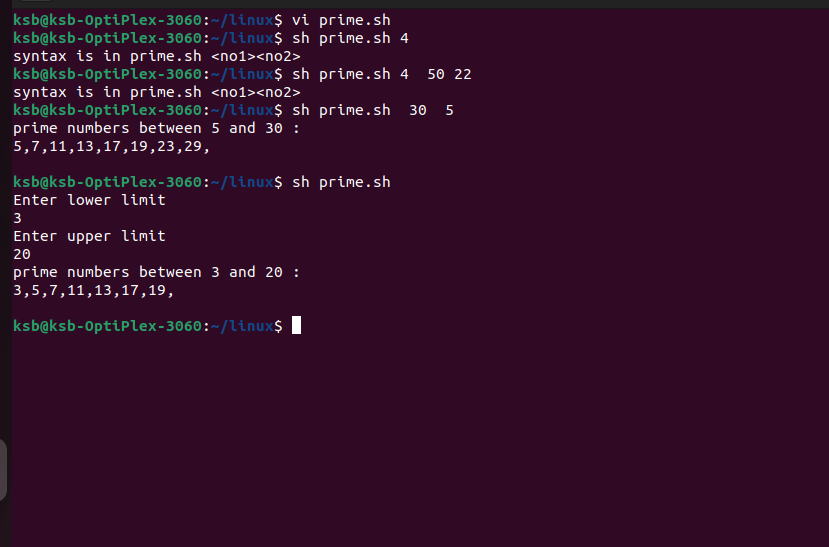 ksb@ksb-OptiPlex-3060:~/linux$ vi prime.sh
ksb@ksb-OptiPlex-3060:~/linux$ sh prime.sh 4
syntax is in prime.sh <no1><no2>
ksb@ksb-OptiPlex-3060:~/linux$ sh prime.sh 4  50 22
syntax is in prime.sh <no1><no2>
ksb@ksb-OptiPlex-3060:~/linux$ sh prime.sh  30  5
prime numbers between 5 and 30 :
5,7,11,13,17,19,23,29,
ksb@ksb-OptiPlex-3060:~/linux$ sh prime.sh
Enter lower limit
3
Enter upper limit
20
prime numbers between 3 and 20 :
3,5,7,11,13,17,19,
ksb@ksb-OptiPlex-3060:~/linux$